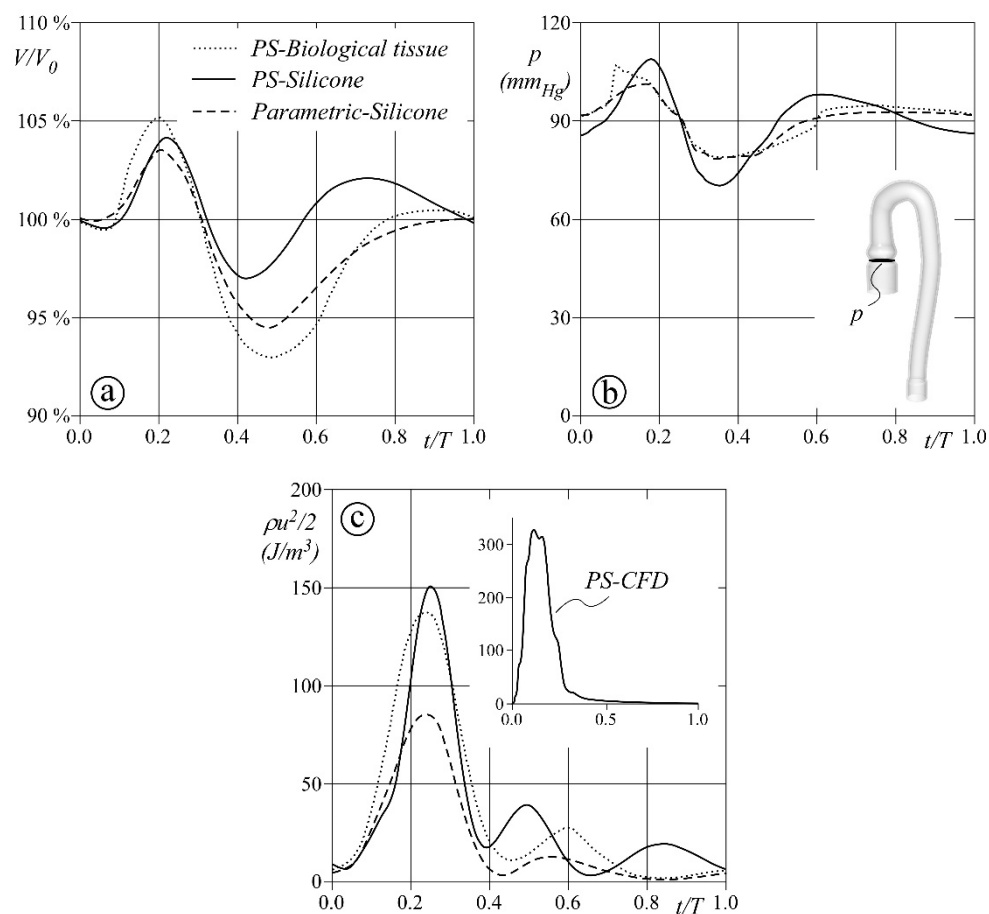 110 %
V/V₀
105 %
100 %
95 %
90 %
PS-Biological tissue
PS-Silicone
Parametric-Silicone
a
0.0 0.2 0.4 0.6 0.8 1.0
t/T
120
p
(mmHg)
90
60
30
0
p
b
0.0 0.2 0.4 0.6 0.8 1.0
t/T
200
ρu²/2
(J/m³)
150
100
50
0
c
300
200
100
0
PS-CFD
0.0 0.5 1.0
0.0 0.2 0.4 0.6 0.8 1.0
t/T